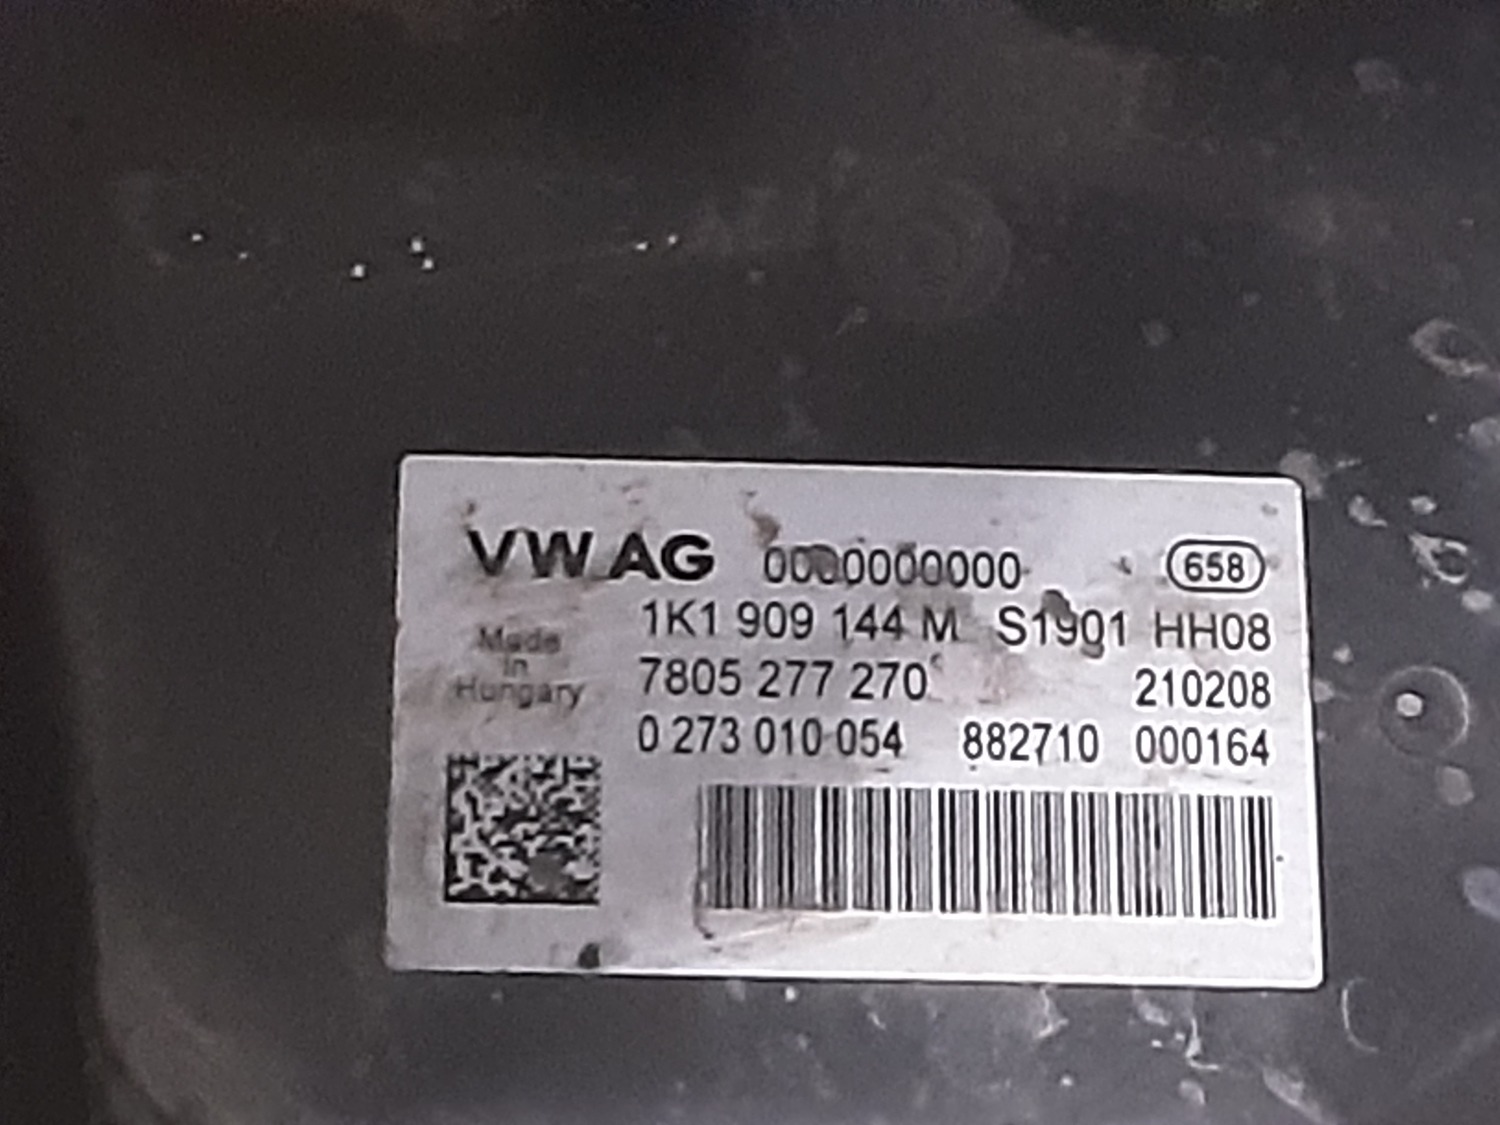 VW AG 0000000000 658
1K1 909 144 M S1901 HH08
Made
in
Hungary
7805 277 270 210208
0 273 010 054 882710 000164